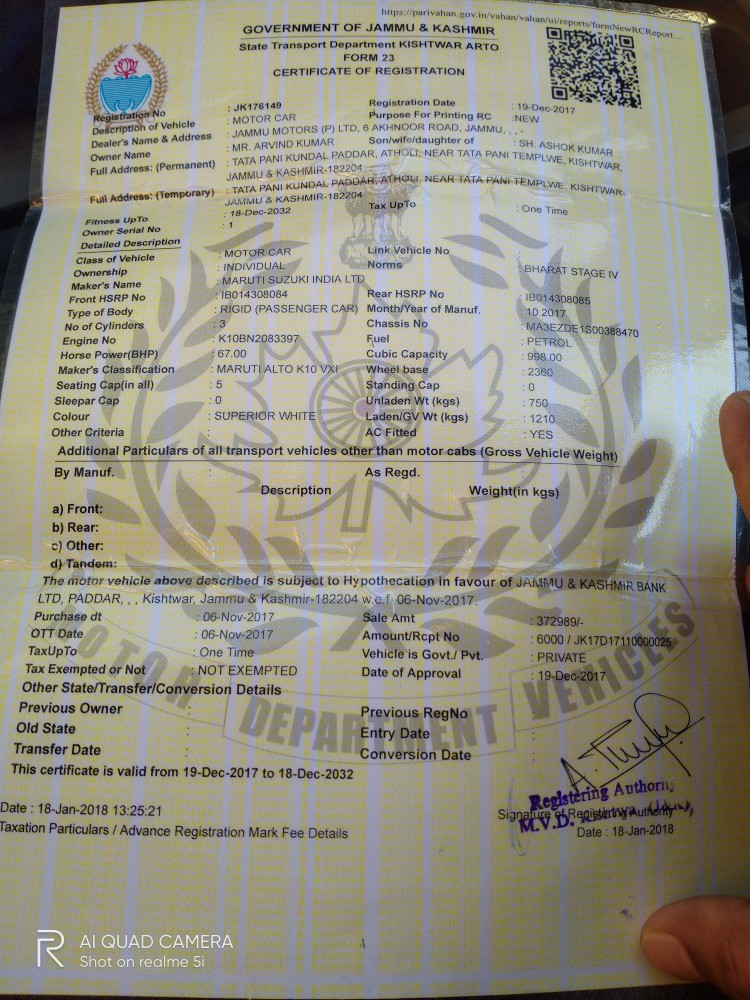 https://parivahan.gov.in/vahan/vahan/ui/reports/formNewRCReport....
GOVERNMENT OF JAMMU & KASHMIR
State Transport Department KISHTWAR ARTO
FORM 23
CERTIFICATE OF REGISTRATION
Registration No : JK176149 Registration Date : 19-Dec-2017
Description of Vehicle : MOTOR CAR Purpose For Printing RC :NEW
Dealer's Name & Address : JAMMU MOTORS (P) LTD, 6 AKHNOOR ROAD, JAMMU, , , -
Owner Name : MR. ARVIND KUMAR Son/wife/daughter of : SH. ASHOK KUMAR
Full Address: (Permanent) : TATA PANI KUNDAL PADDAR, ATHOLI, NEAR TATA PANI TEMPLWE, KISHTWAR,
JAMMU & KASHMIR-182204
Full Address: (Temporary) : TATA PANI KUNDAL PADDAR, ATHOLI, NEAR TATA PANI TEMPLWE, KISHTWAR-
JAMMU & KASHMIR-182204
Fitness UpTo : 18-Dec-2032 Tax UpTo : One Time
Owner Serial No : 1
Detailed Description
Class of Vehicle : MOTOR CAR Link Vehicle No
Ownership : INDIVIDUAL Norms : BHARAT STAGE IV
Maker's Name : MARUTI SUZUKI INDIA LTD
Front HSRP No : IB014308084 Rear HSRP No : IB014308085
Type of Body : RIGID (PASSENGER CAR) Month/Year of Manuf. : 10 2017
No of Cylinders : 3 Chassis No : MA3EZDE1S00388470
Engine No : K10BN2083397 Fuel : PETROL
Horse Power(BHP) : 67.00 Cubic Capacity : 998.00
Maker's Classification : MARUTI ALTO K10 VXI Wheel base : 2360
Seating Cap(in all) : 5 Standing Cap : 0
Sleepar Cap : 0 Unladen Wt (kgs) : 750
Colour : SUPERIOR WHITE Laden/GV Wt (kgs) : 1210
Other Criteria : AC Fitted : YES
Additional Particulars of all transport vehicles other than motor cabs (Gross Vehicle Weight)
By Manuf. : As Regd. :
Description Weight(in kgs)
a) Front:
b) Rear:
c) Other:
d) Tandem:
The motor vehicle above described is subject to Hypothecation in favour of JAMMU & KASHMIR BANK
LTD, PADDAR, , , Kishtwar, Jammu & Kashmir-182204 w.e.f. 06-Nov-2017.
Purchase dt : 06-Nov-2017 Sale Amt : 372989/-
OTT Date : 06-Nov-2017 Amount/Rcpt No : 6000 / JK17D17110000025
TaxUpTo : One Time Vehicle is Govt./ Pvt. : PRIVATE
Tax Exempted or Not : NOT EXEMPTED Date of Approval : 19-Dec-2017
Other State/Transfer/Conversion Details
Previous Owner : Previous RegNo :
Old State : Entry Date :
Transfer Date : Conversion Date :
This certificate is valid from 19-Dec-2017 to 18-Dec-2032
MOTOR VEHICLES DEPARTMENT
Registering Authority
Date : 18-Jan-2018 13:25:21
Signature of Registering Authority
M.V.D.
Taxation Particulars / Advance Registration Mark Fee Details
Date : 18-Jan-2018
R
AI QUAD CAMERA
Shot on realme 5i